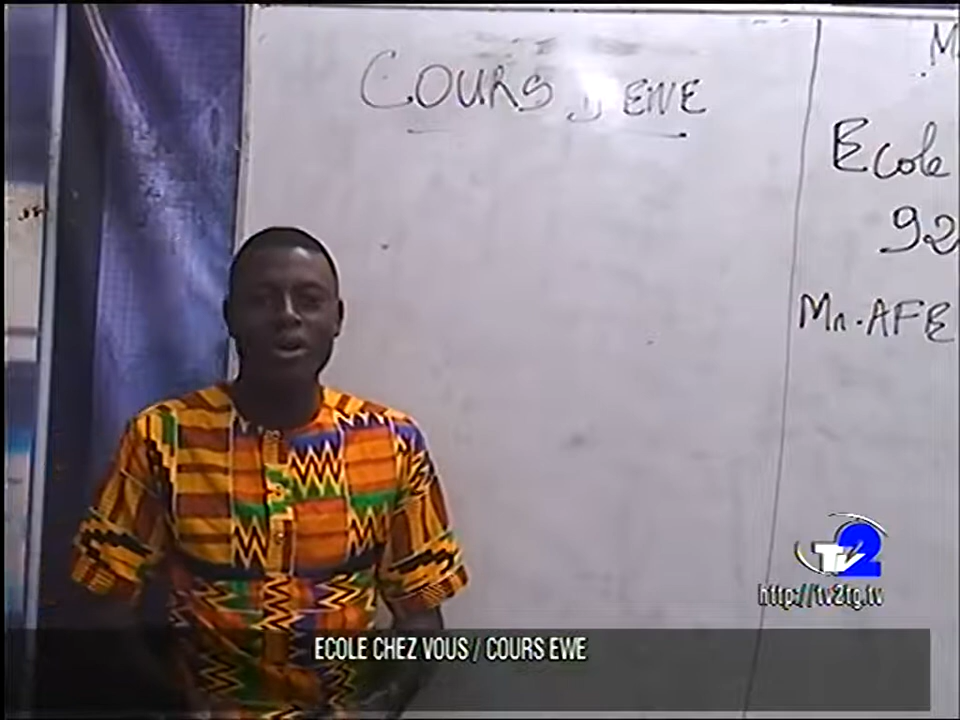 COURS D'EWE
Ecole
92
Mr. AFE
TV2
http://tv2tg.tv
ECOLE CHEZ VOUS / COURS EWE